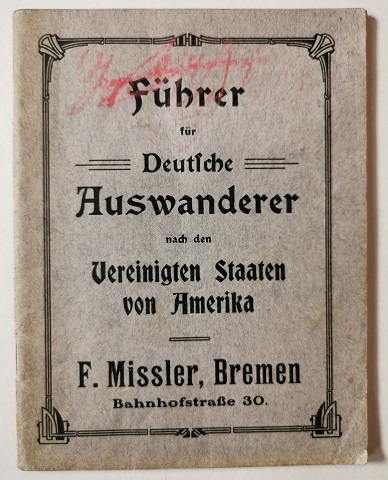 Führer
für
Deutſche
Auswanderer
nach den
Vereinigten Staaten
von Amerika
F. Missler, Bremen
Bahnhofstraße 30.